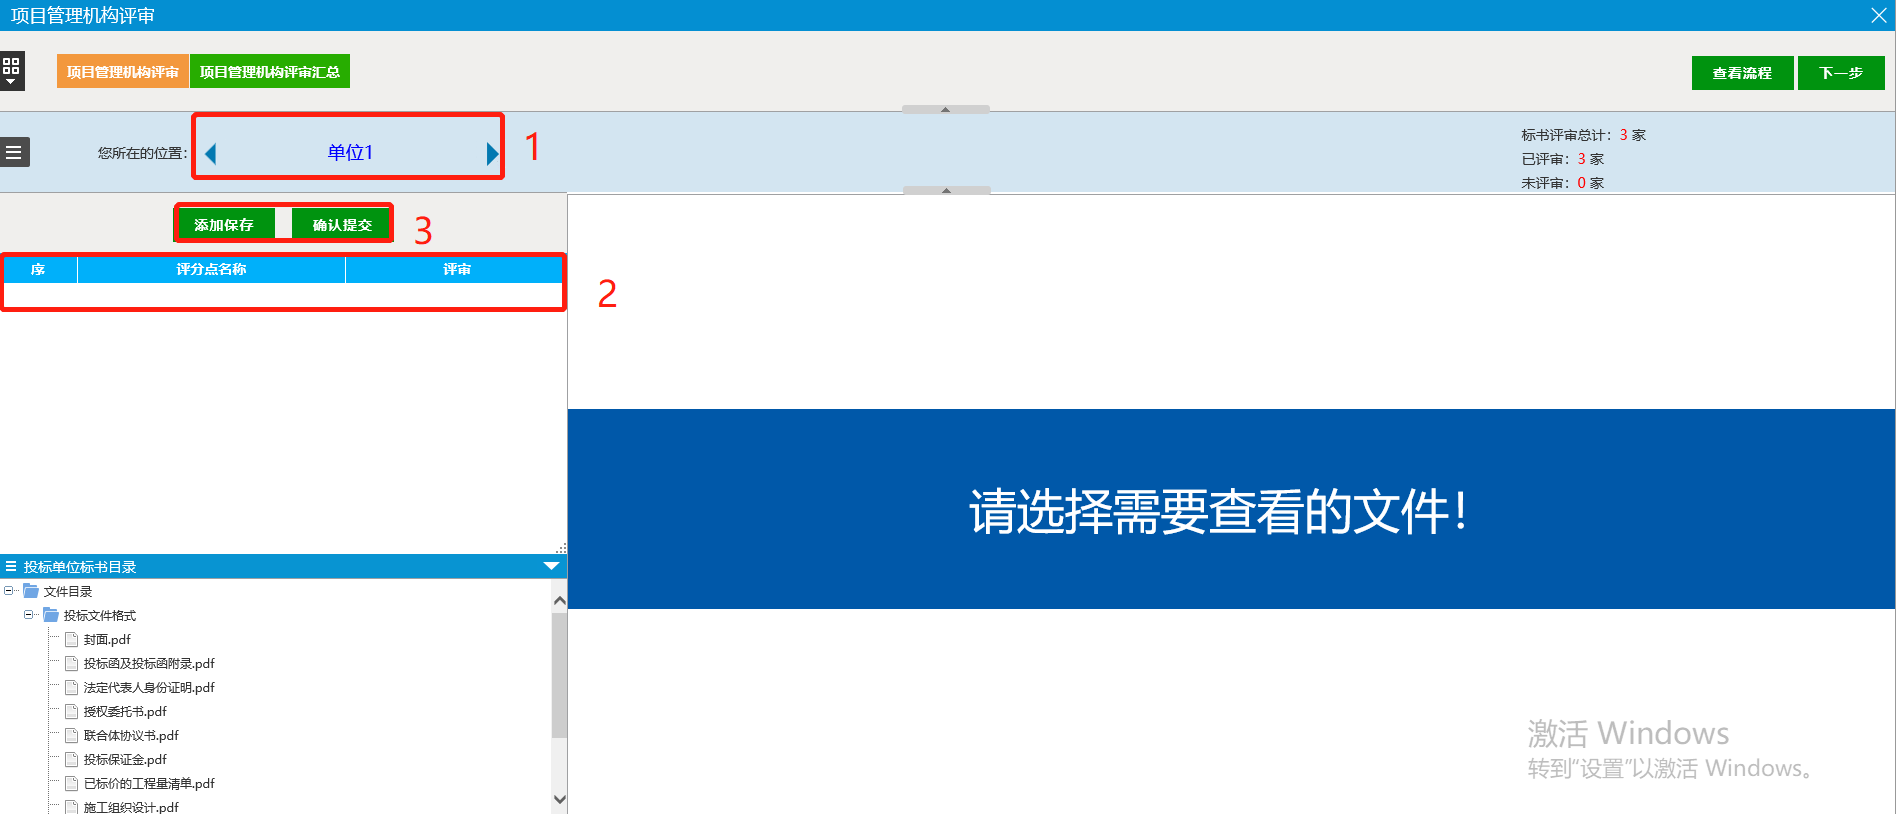 项目管理机构评审
项目管理机构评审 项目管理机构评审汇总 查看流程 下一步
您所在的位置: 单位1 1
标书评审总计: 3 家
已评审: 3 家
未评审: 0 家
添加保存 确认提交 3
序 评分点名称 评审
2
请选择需要查看的文件!
投标单位标书目录
文件目录
投标文件格式
封面.pdf
投标函及投标函附录.pdf
法定代表人身份证明.pdf
授权委托书.pdf
联合体协议书.pdf
投标保证金.pdf
已标价的工程量清单.pdf
施工组织设计.pdf
激活 Windows
转到“设置”以激活 Windows。